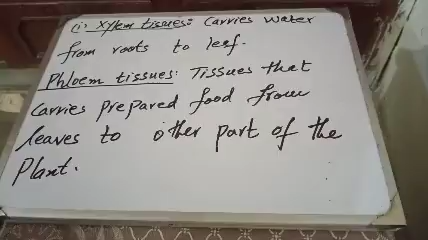 (i) Xylem tissues: Carries water
from roots to leef.
Phloem tissues: Tissues that
Carries prepared food from
leaves to other part of the
Plant.